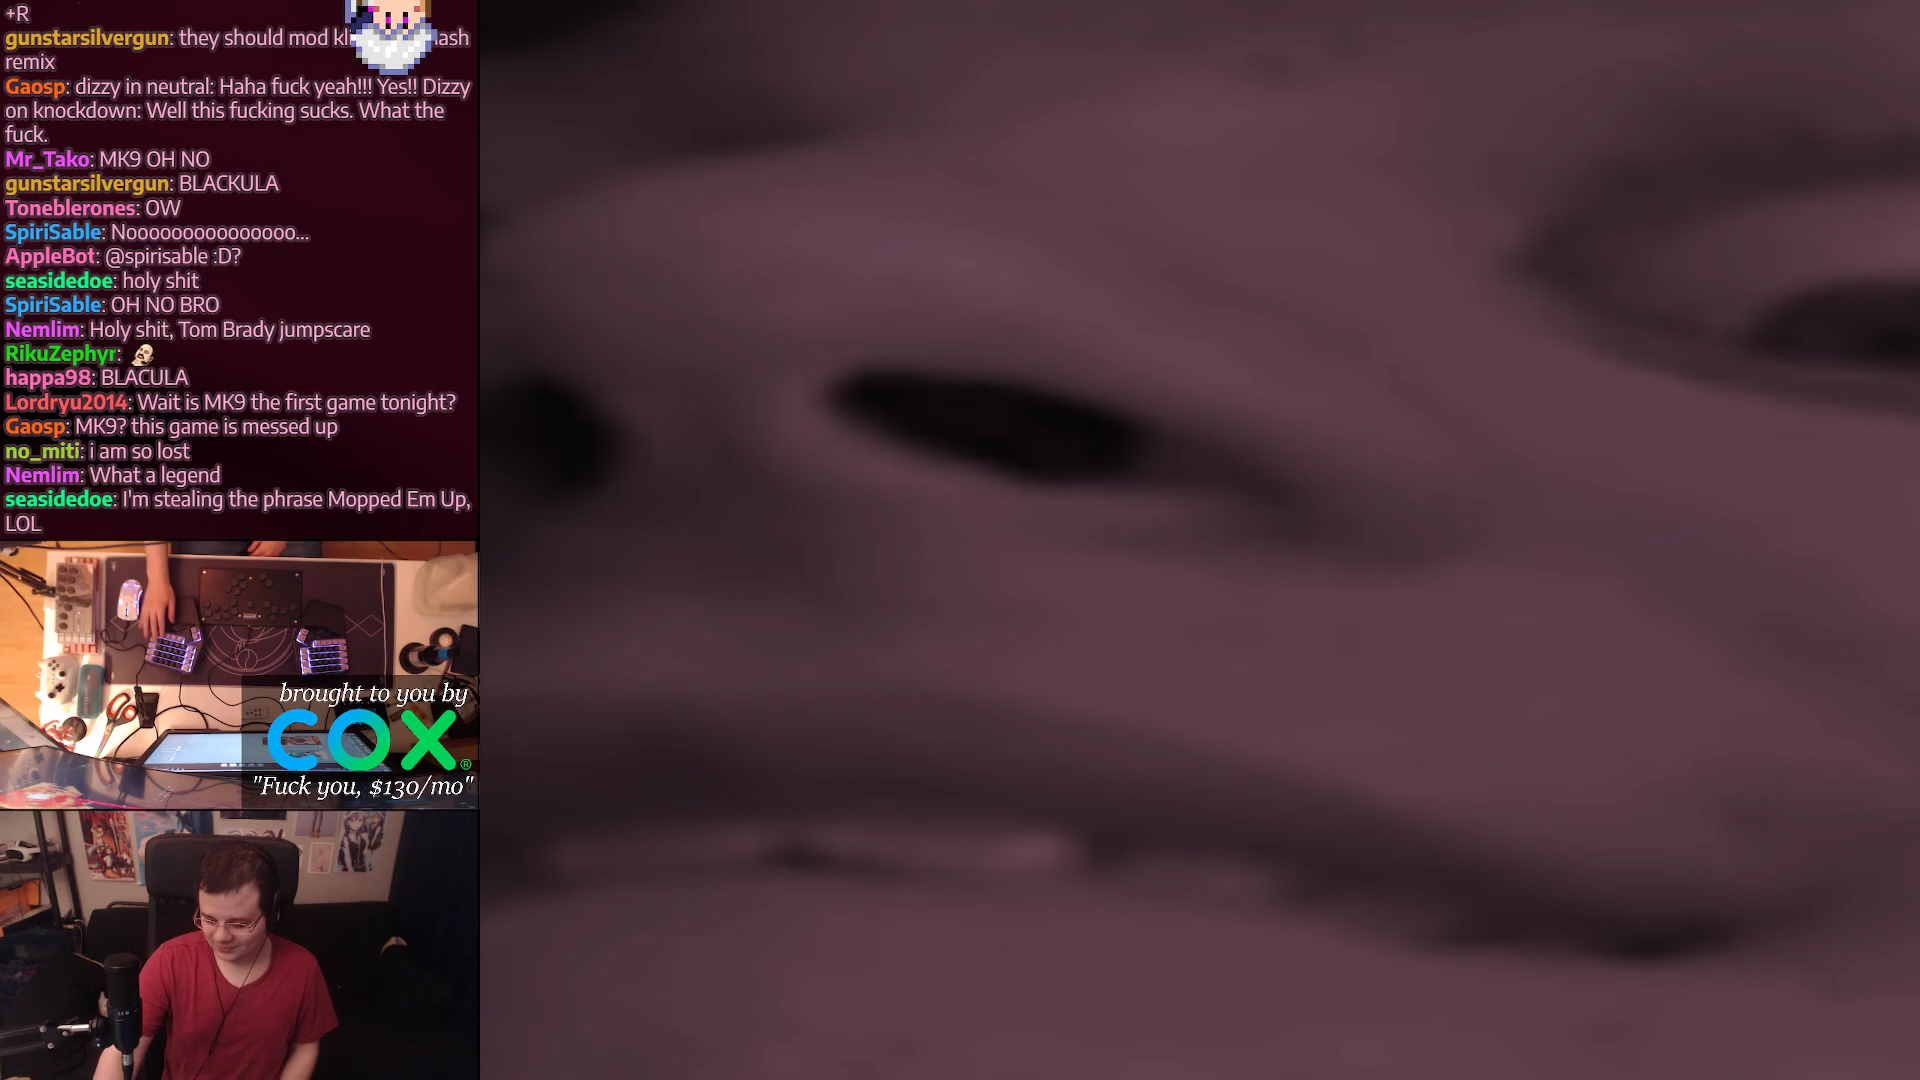 +R
gunstarsilvergun: they should mod kl ash
remix
Gaosp: dizzy in neutral: Haha fuck yeah!!! Yes!! Dizzy
on knockdown: Well this fucking sucks. What the
fuck.
Mr_Tako: MK9 OH NO
gunstarsilvergun: BLACKULA
Toneblerones: OW
SpiriSable: Nooooooooooooooo...
AppleBot: @spirisable :D?
seasidedoe: holy shit
SpiriSable: OH NO BRO
Nemlim: Holy shit, Tom Brady jumpscare
RikuZephyr:
happa98: BLACULA
Lordryu2014: Wait is MK9 the first game tonight?
Gaosp: MK9? this game is messed up
no_miti: i am so lost
Nemlim: What a legend
seasidedoe: I'm stealing the phrase Mopped Em Up,
LOL
brought to you by
COX®
"Fuck you, $130/mo"